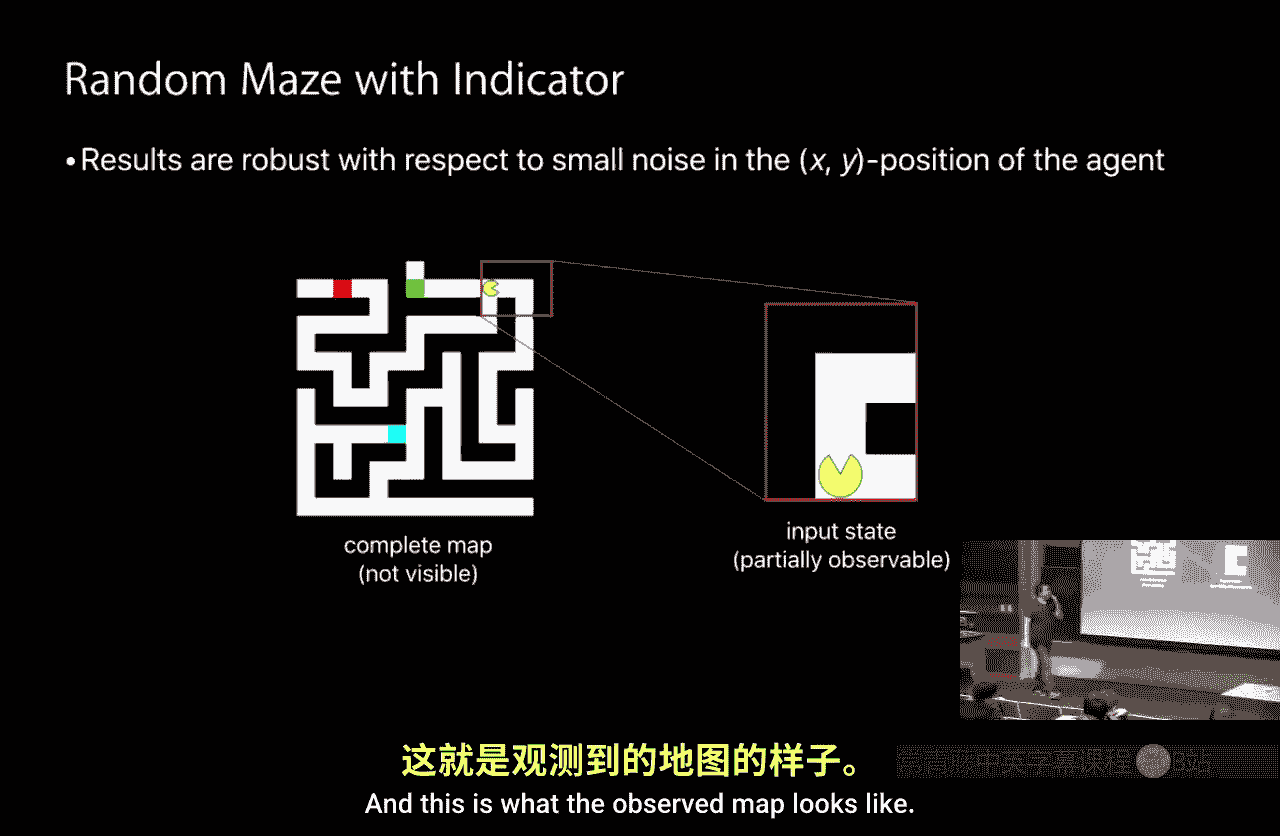 Random Maze with Indicator
•Results are robust with respect to small noise in the (x, y)-position of the agent
complete map
(not visible)
input state
(partially observable)
这就是观测到的地图的样子。
And this is what the observed map looks like.